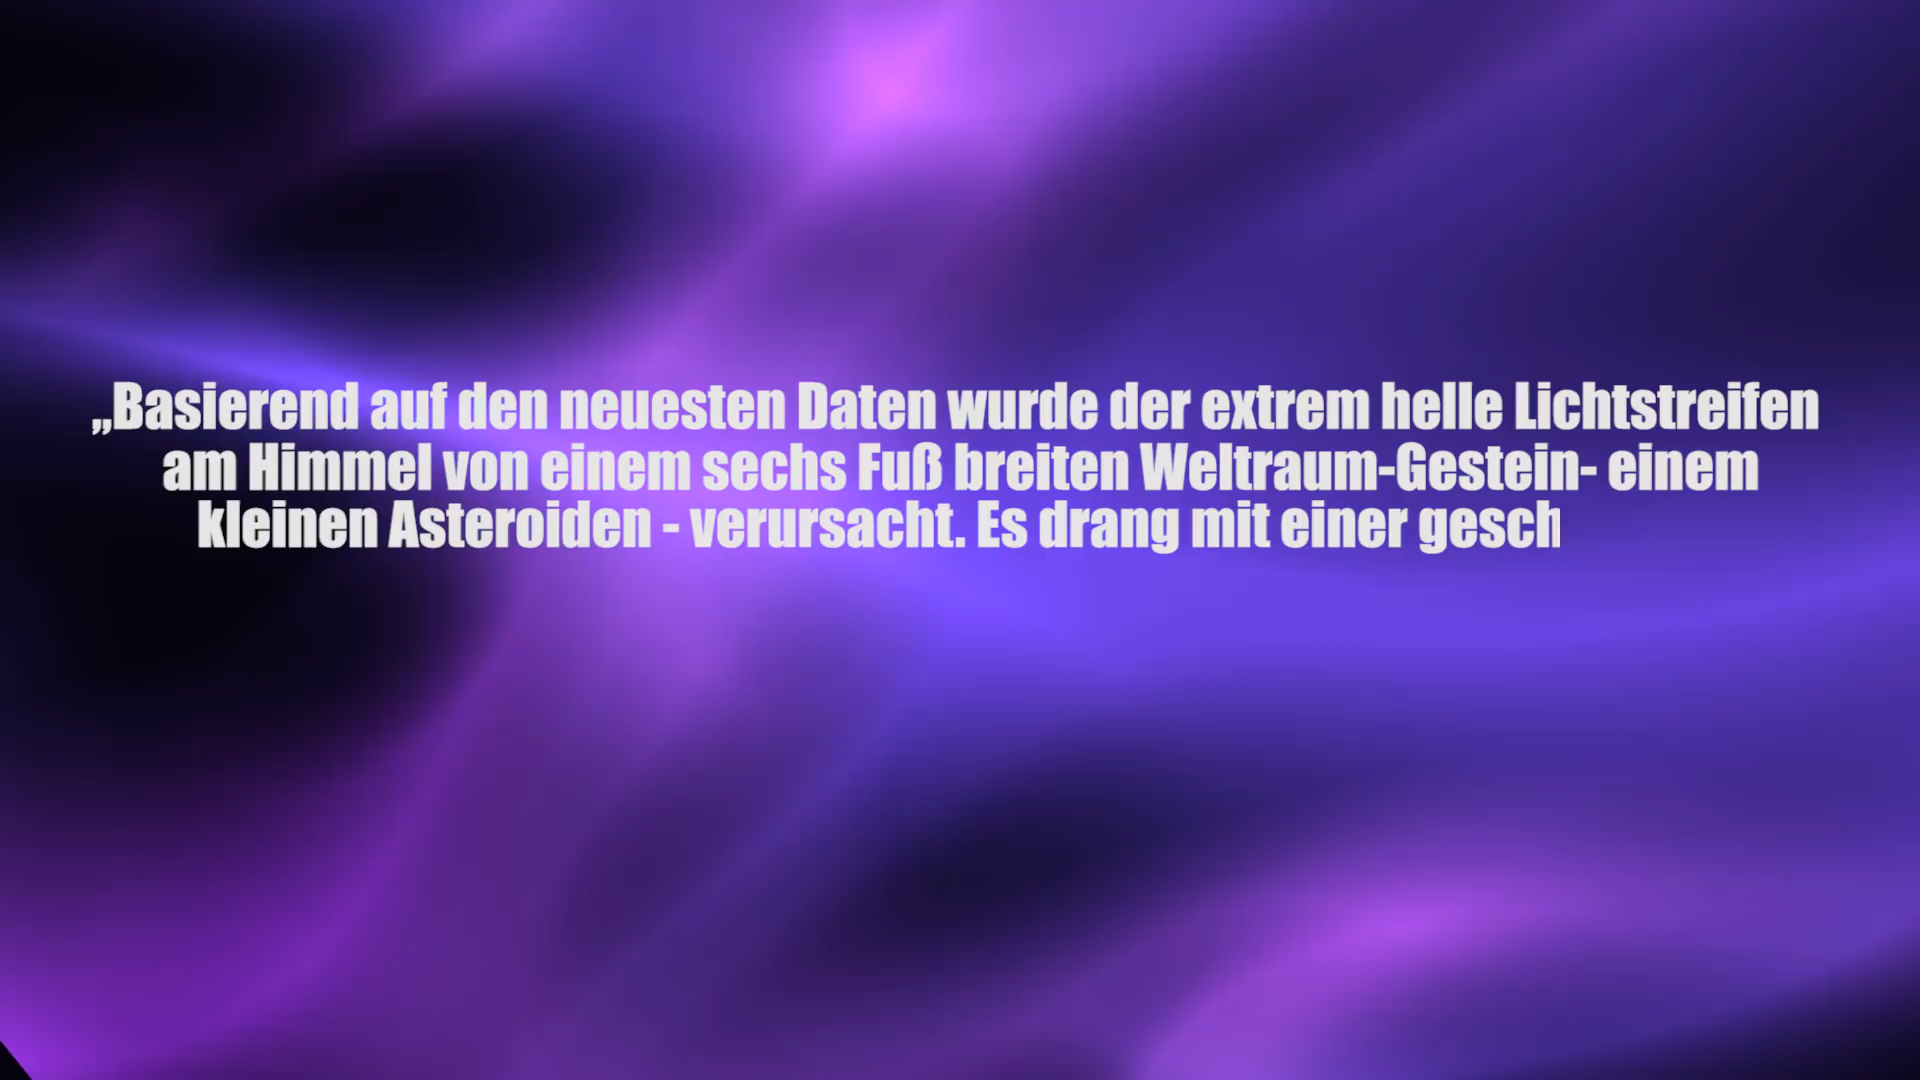 „Basierend auf den neuesten Daten wurde der extrem helle Lichtstreifen
am Himmel von einem sechs Fuß breiten Weltraum-Gestein- einem
kleinen Asteroiden - verursacht. Es drang mit einer gesch